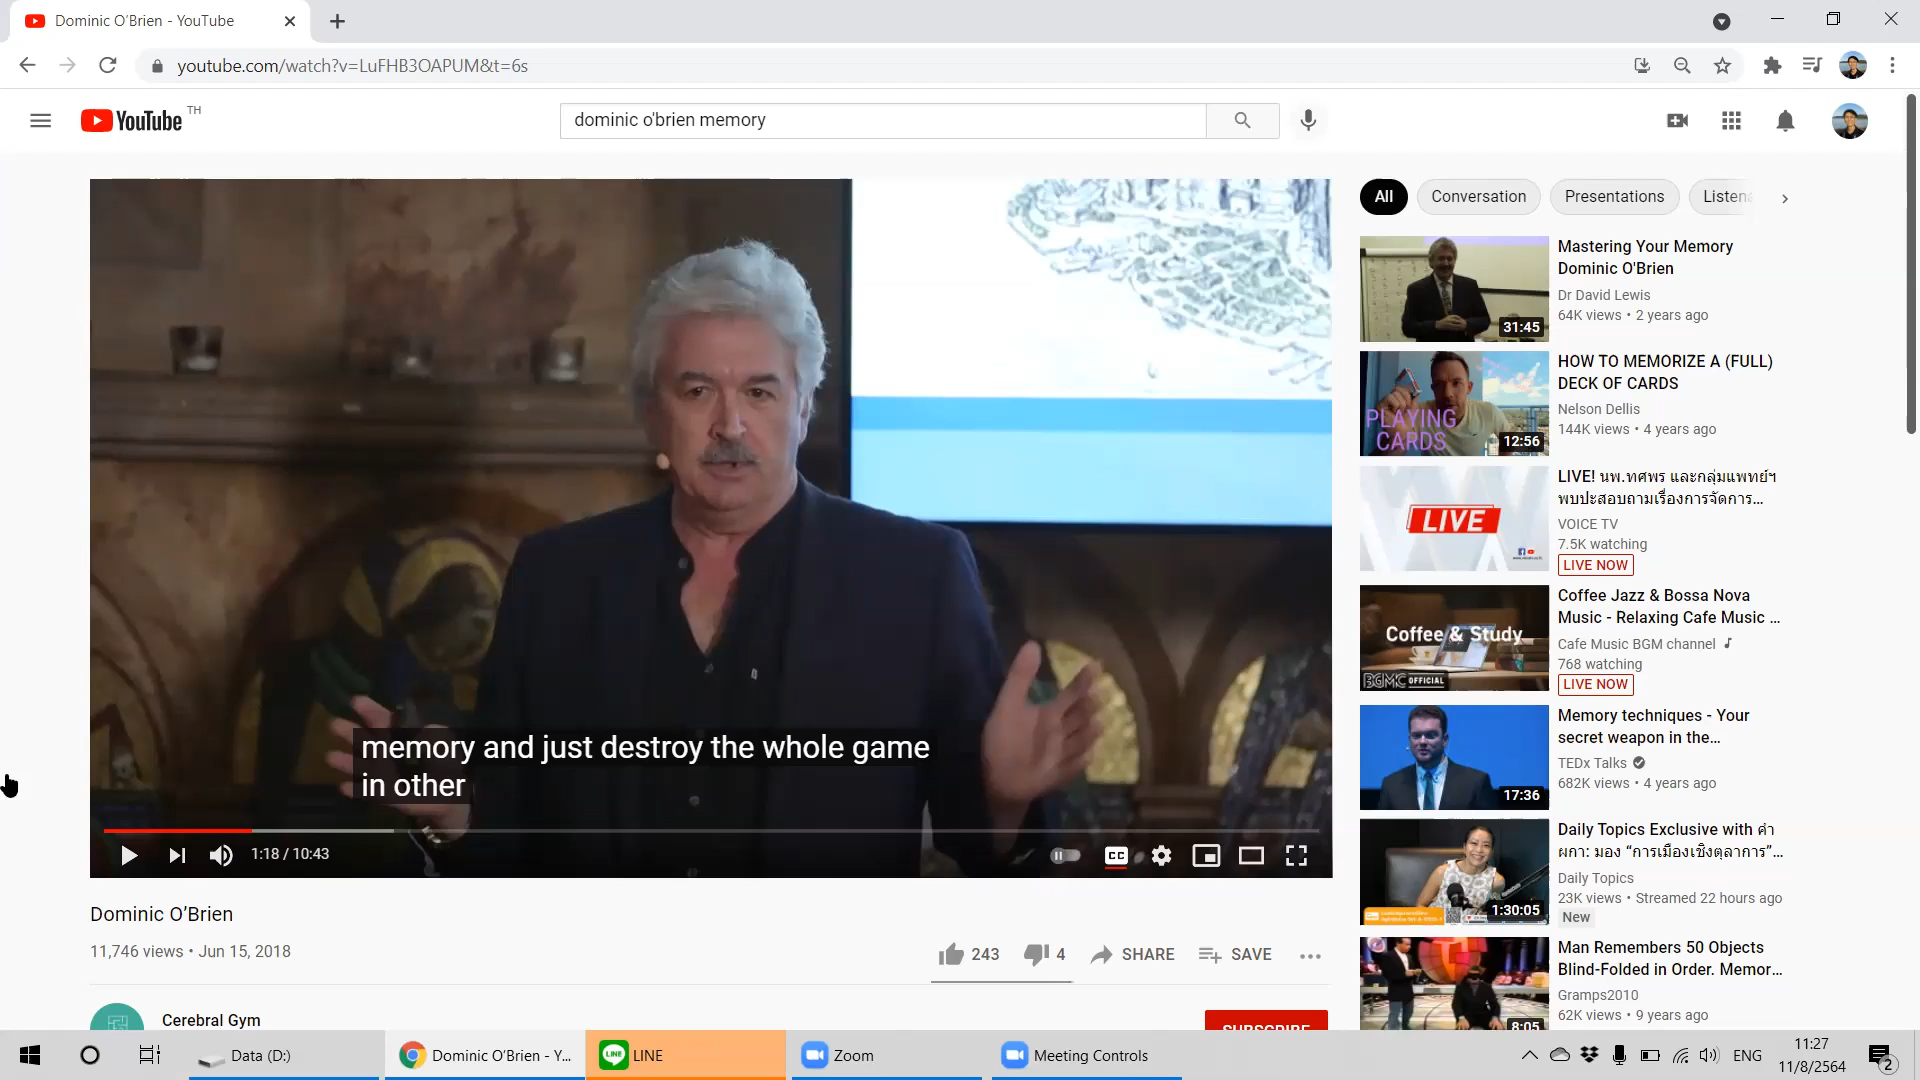 Dominic O'Brien - YouTube
youtube.com/watch?v=LuFHB3OAPUM&t=6s
YouTube TH
dominic o'brien memory
memory and just destroy the whole game
in other
1:18 / 10:43
CC
Dominic O'Brien
11,746 views • Jun 15, 2018
243
4
SHARE
SAVE
Cerebral Gym
SUBSCRIBE
All
Conversation
Presentations
Listena
31:45
Mastering Your Memory
Dominic O'Brien
Dr David Lewis
64K views • 2 years ago
PLAYING
CARDS
12:56
HOW TO MEMORIZE A (FULL)
DECK OF CARDS
Nelson Dellis
144K views • 4 years ago
LIVE
LIVE! นพ.ทศพร และกลุ่มแพทย์ฯ
พบปะสอบถามเรื่องการจัดการ...
VOICE TV
7.5K watching
LIVE NOW
Coffee & Study
BGMC OFFICIAL
Coffee Jazz & Bossa Nova
Music - Relaxing Cafe Music ...
Cafe Music BGM channel
768 watching
LIVE NOW
17:36
Memory techniques - Your
secret weapon in the...
TEDx Talks
682K views • 4 years ago
1:30:05
Daily Topics Exclusive with คำ
ผกา: มอง “การเมืองเชิงตุลาการ”...
Daily Topics
23K views • Streamed 22 hours ago
New
8:05
Man Remembers 50 Objects
Blind-Folded in Order. Memor...
Gramps2010
62K views • 9 years ago
Data (D:)
Dominic O'Brien - Y...
LINE
LINE
Zoom
Meeting Controls
ENG
11:27
11/8/2564
2